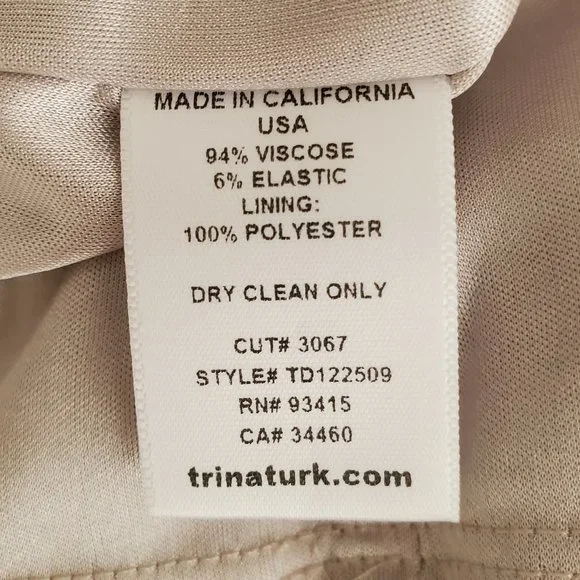 MADE IN CALIFORNIA
USA
94% VISCOSE
6% ELASTIC
LINING:
100% POLYESTER
DRY CLEAN ONLY
CUT# 3067
STYLE# TD122509
RN# 93415
CA# 34460
trinaturk.com